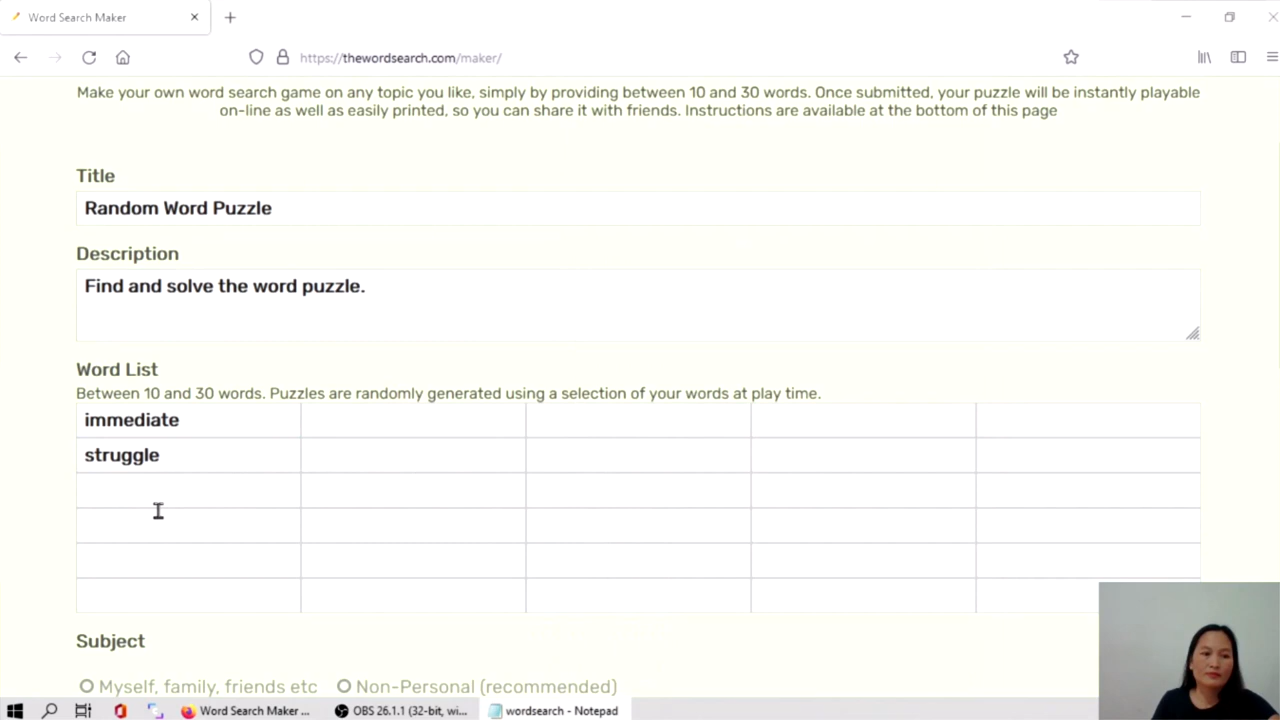 Word Search Maker
https://thewordsearch.com/maker/
Make your own word search game on any topic you like, simply by providing between 10 and 30 words. Once submitted, your puzzle will be instantly playable
on-line as well as easily printed, so you can share it with friends. Instructions are available at the bottom of this page
Title
Random Word Puzzle
Description
Find and solve the word puzzle.
Word List
Between 10 and 30 words. Puzzles are randomly generated using a selection of your words at play time.
immediate
struggle
Subject
Myself, family, friends etc Non-Personal (recommended)
Word Search Maker ... OBS 26.1.1 (32-bit, wi... wordsearch - Notepad